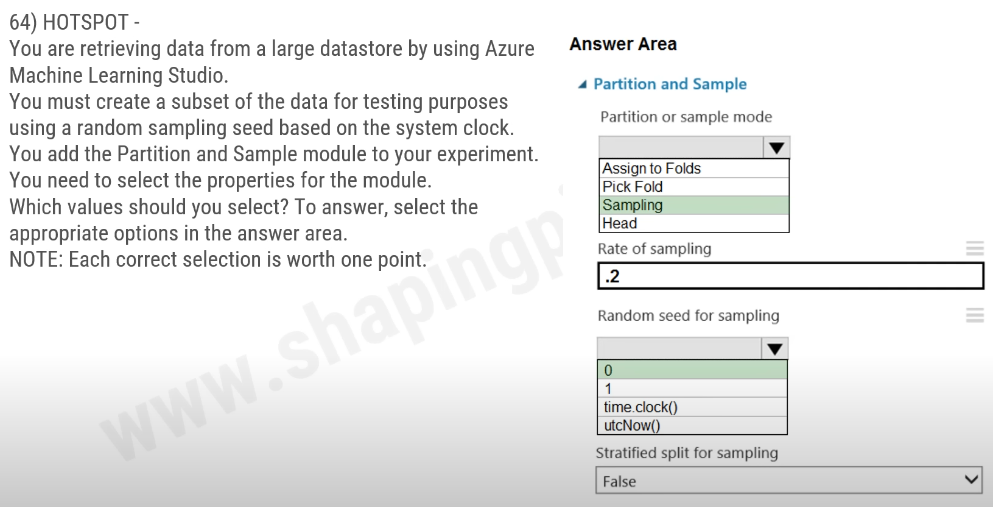 64) HOTSPOT -
You are retrieving data from a large datastore by using Azure
Machine Learning Studio.
You must create a subset of the data for testing purposes
using a random sampling seed based on the system clock.
You add the Partition and Sample module to your experiment.
You need to select the properties for the module.
Which values should you select? To answer, select the
appropriate options in the answer area.
NOTE: Each correct selection is worth one point.
Answer Area
Partition and Sample
Partition or sample mode
Assign to Folds
Pick Fold
Sampling
Head
Rate of sampling
.2
Random seed for sampling
0
1
time.clock()
utcNow()
Stratified split for sampling
False